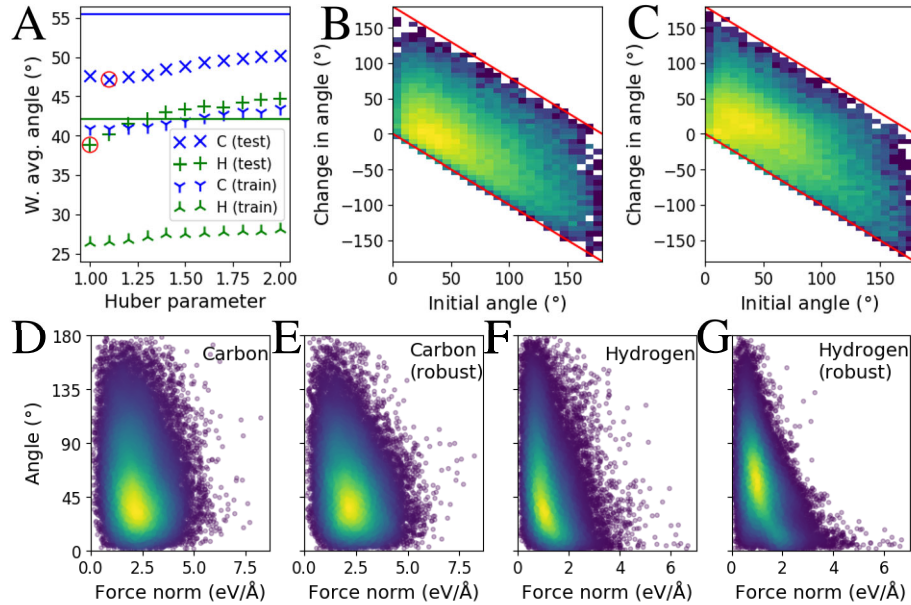 A
W. avg. angle (°)
55
50
45
40
35
30
25
C (test)
H (test)
C (train)
H (train)
1.00
1.25
1.50
1.75
2.00
Huber parameter
B
Change in angle
150
100
50
0
−50
−100
−150
0
50
100
150
Initial angle (°)
C
Change in angle
150
100
50
0
−50
−100
−150
0
50
100
150
Initial angle (°)
D
Angle (°)
180
135
90
45
0
Carbon
0.0
2.5
5.0
7.5
Force norm (eV/Å)
E
Carbon
(robust)
0.0
2.5
5.0
7.5
Force norm (eV/Å)
F
Hydrogen
0
2
4
6
Force norm (eV/Å)
G
Hydrogen
(robust)
0
2
4
6
Force norm (eV/Å)